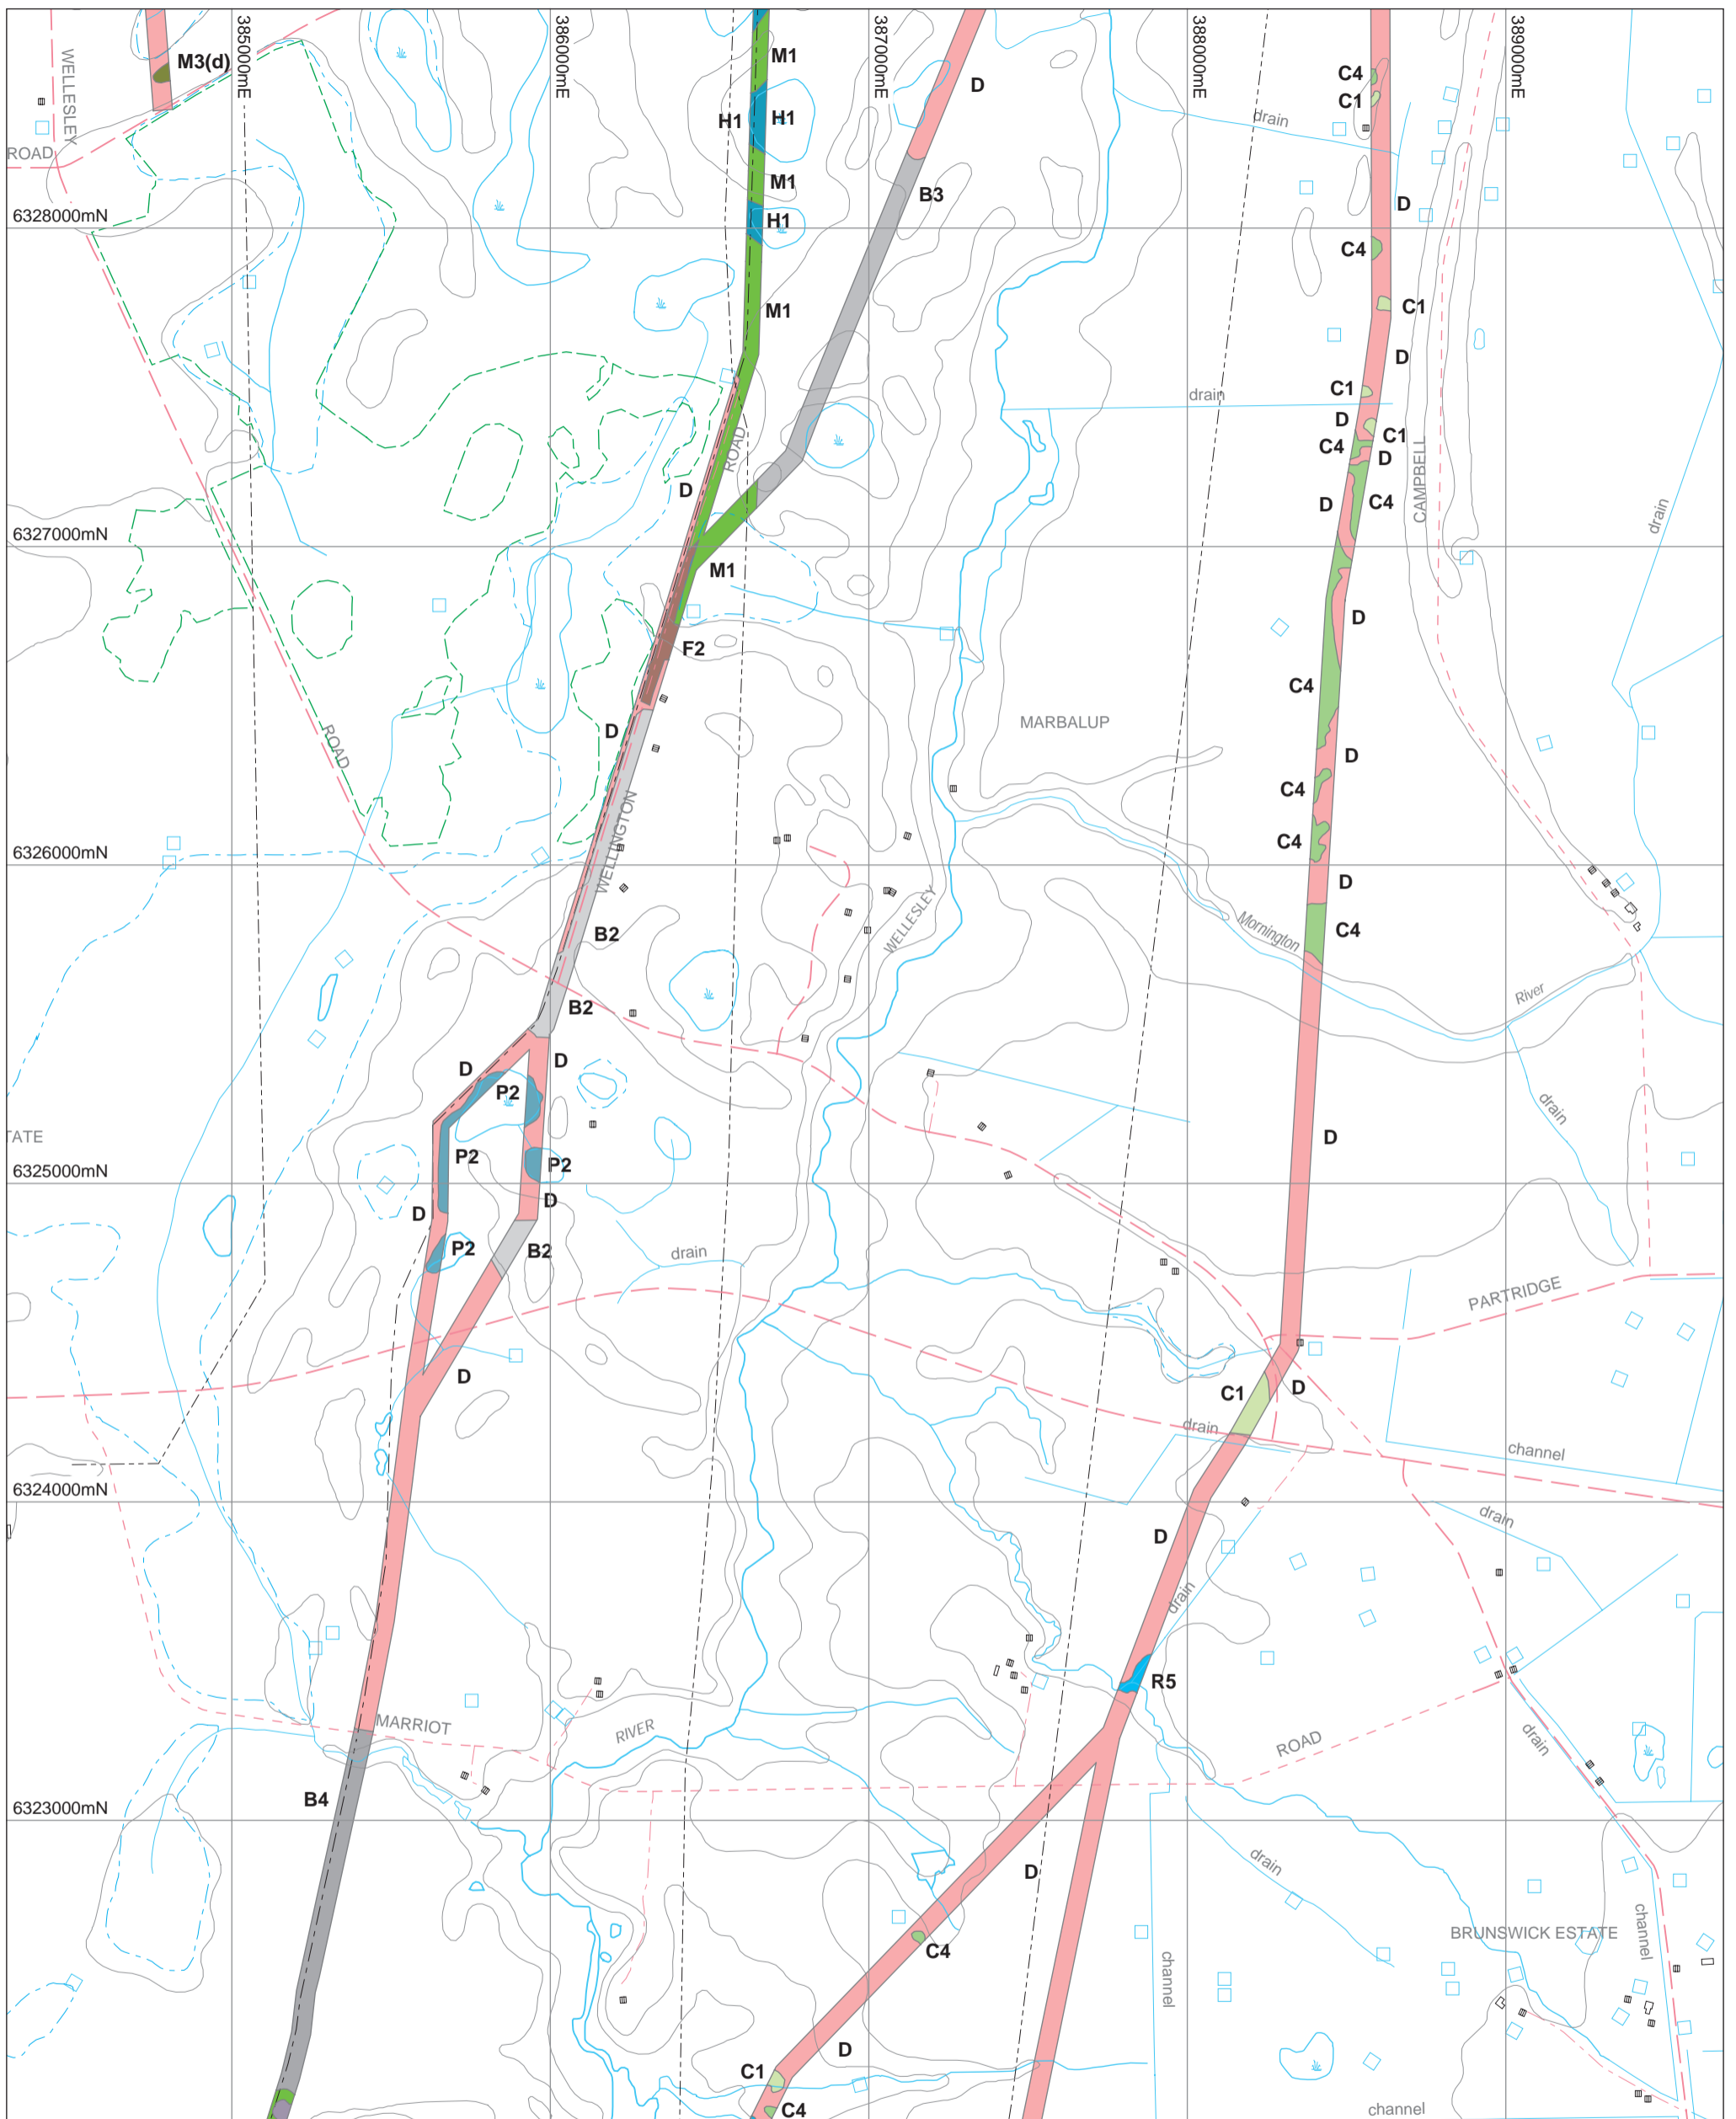 385000mE
386000mE
387000mE
388000mE
389000mE
WELLESLEY
M3(d)
M1
D
C4
C1
H1
H1
drain
ROAD
M1
B3
D
6328000mN
H1
C4
M1
C1
D
C1
drain
D
C1
ROAD
C4
D
CAMPBELL
D
D
C4
drain
6327000mN
M1
D
F2
C4
MARBALUP
D
ROAD
D
C4
WELLINGTON
C4
6326000mN
D
WELLESLEY
B2
Mornington
C4
River
B2
D
D
P2
drain
TATE
D
P2
P2
6325000mN
D
D
P2
B2
drain
PARTRIDGE
D
C1
D
drain
channel
6324000mN
drain
D
drain
R5
MARRIOT
RIVER
ROAD
drain
B4
6323000mN
drain
D
channel
BRUNSWICK ESTATE
C4
channel
D
C1
C4
channel